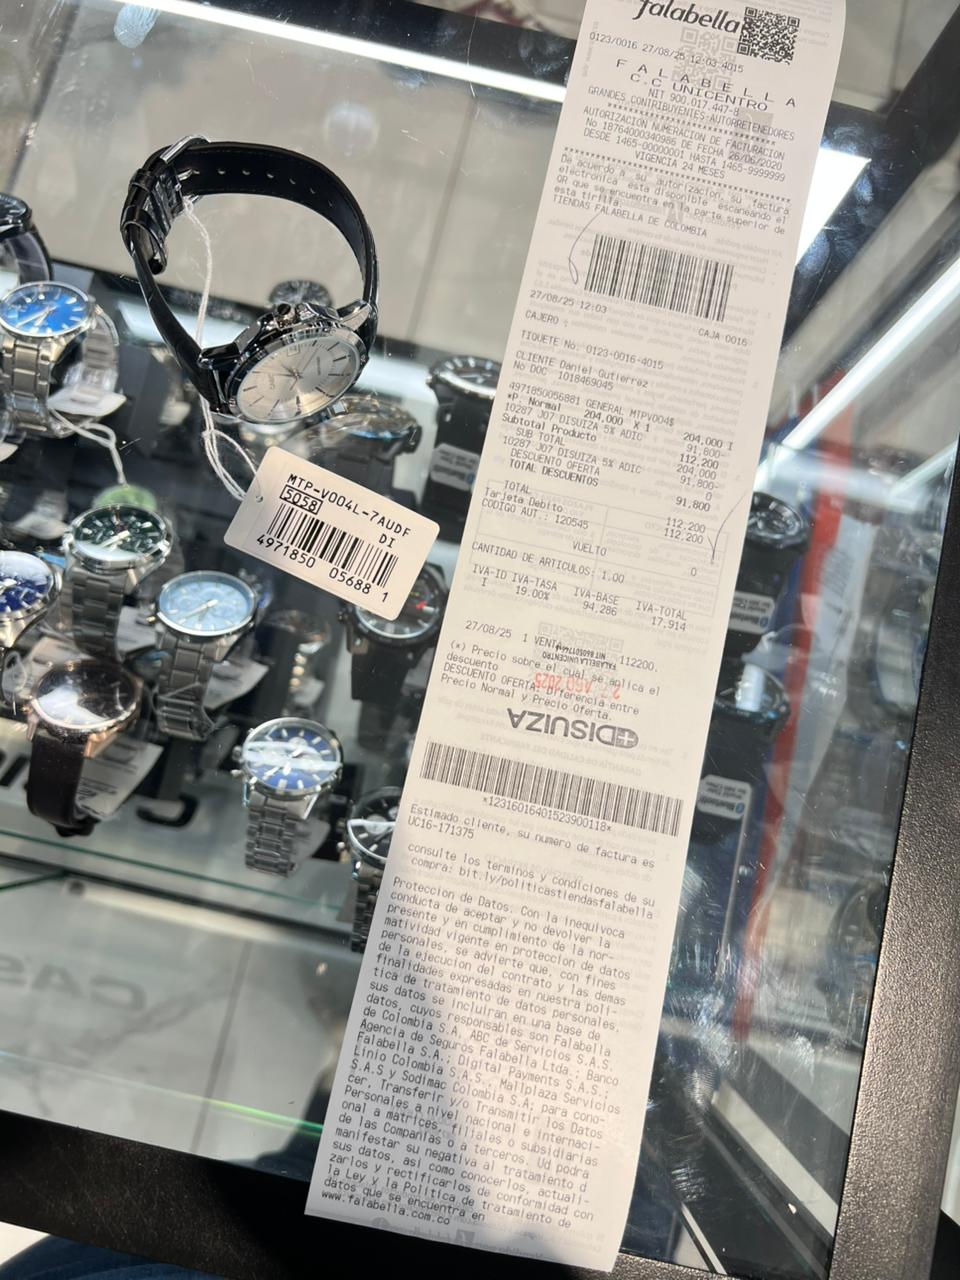 falabella
0123/0016 27/08/25 12:03-4015
F A L A B E L L A
C.C UNICENTRO
NIT 900.017.447-8
GRANDES CONTRIBUYENTES-AUTORRETENEDORES
AUTORIZACION NUMERACION DE FACTURACION
No 18764000340986 DE FECHA 26/06/2020
DESDE 1465-00000001 HASTA 1465-9999999
VIGENCIA 24 MESES
De acuerdo a su autorización, su factura
electronica esta disponible escaneando el
QR que se encuentra en la parte superior de
esta tirilla.
TIENDAS FALABELLA DE COLOMBIA
27/08/25 12:03
CAJERO : CAJA 0015
TIQUETE No. 0123-0016-4015
CLIENTE Daniel Gutierrez
No DOC. 1018469045
4971850056881 GENERAL MTPV004$
*P. Normal 204.000 X 1 204,000 I
10287 J07 DISUIZA 5% ADIC 91,800-
Subtotal Producto 112.200
SUB TOTAL 204,000
10287 J07 DISUIZA 5% ADIC 91,800-
DESCUENTO OFERTA 0
TOTAL DESCUENTOS 91,800
TOTAL 112.200
Tarjeta Debito 112.200
CODIGO AUT.: 120545
VUELTO 0
CANTIDAD DE ARTICULOS: 1.00
IVA-ID IVA-TASA IVA-BASE IVA-TOTAL
I 19.00% 94,286 17,914
27/08/25 1 VENTA 112200.
(*) Precio sobre el cual se aplica el
descuento
DESCUENTO OFERTA: Diferencia entre
Precio Normal y Precio Oferta.
FALABELLA UNICENTRO
AGO 2025
DISUIZA
*12316016401523900118*
Estimado cliente, su numero de factura es
UC16-171375
consulte los terminos y condiciones de su
compra: bit.ly/politicastiendasfalabella
Proteccion de Datos. Con la inequivoca
conducta de aceptar y no devolver la
presente y en cumplimiento de la nor-
matividad vigente en proteccion de datos
personales, se advierte que, con fines
de la ejecucion del contrato y las demas
finalidades expresadas en nuestra poli-
tica de tratamiento de datos personales,
sus datos se incluiran en una base de
datos, cuyos responsables son Falabella
de Colombia S.A. ABC de Servicios S.A.S.
Agencia de Seguros Falabella Ltda.; Banco
Falabella S.A.; Digital Payments S.A.S.;
Linio Colombia S.A.S., Mallplaza Servicios
S.A.S y Sodimac Colombia S.A; para cono-
cer, Transferir y/o Transmitir los Datos
Personales a nivel nacional e internaci-
onal a matrices, filiales o subsidiarias
de las Companias o a terceros. Ud podra
manifestar su negativa al tratamiento d
sus datos, asi como conocerlos, actuali-
zarlos y rectificarlos de conformidad con
la Ley y la Politica de tratamiento de
datos que se encuentra en
www.falabella.com.co
MTP-V004L-7AUDF
5058 DI
4971850 05688 1
CASIO